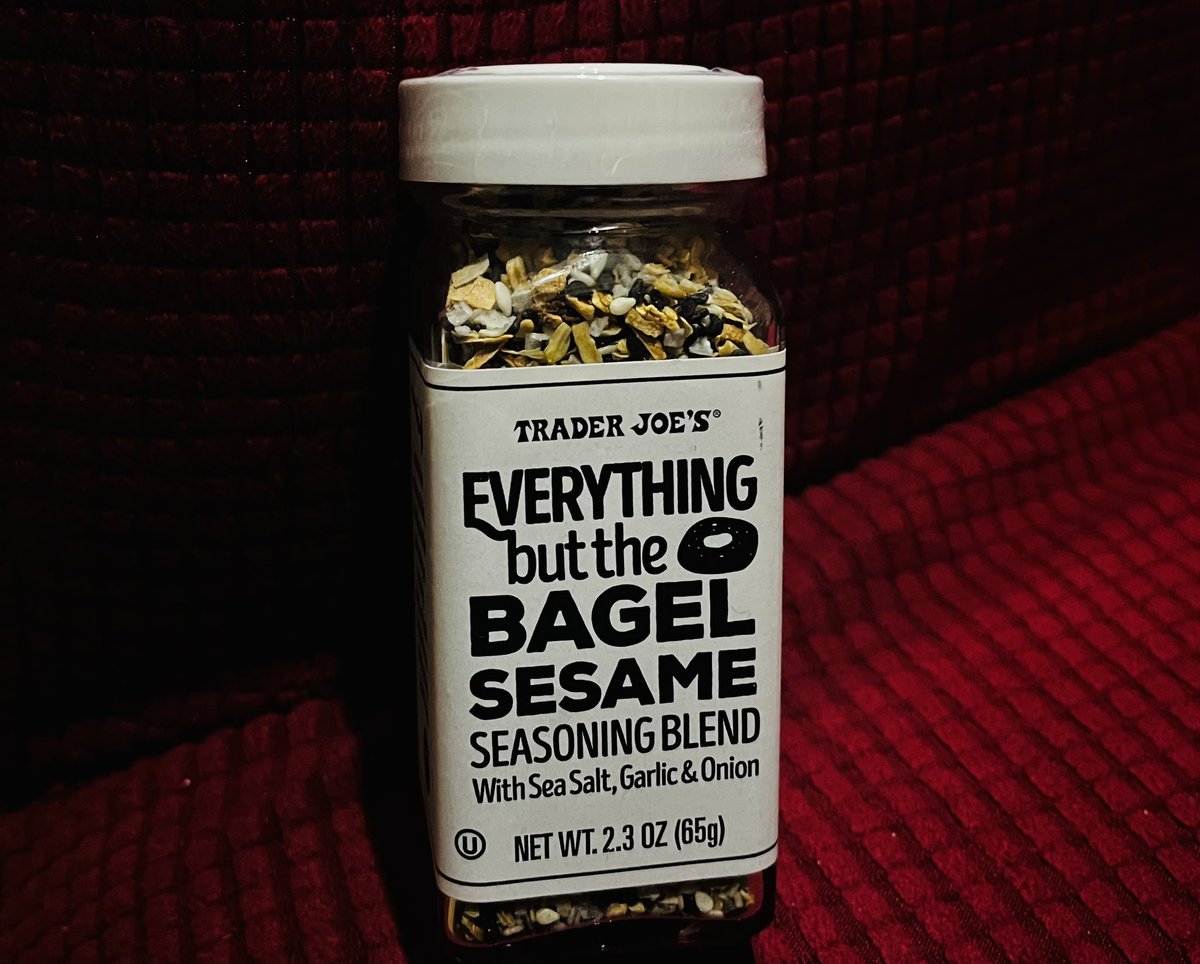 TRADER JOE'S®
EVERYTHING
but the
BAGEL
SESAME
SEASONING BLEND
With Sea Salt, Garlic & Onion
U
NET WT. 2.3 OZ (65g)